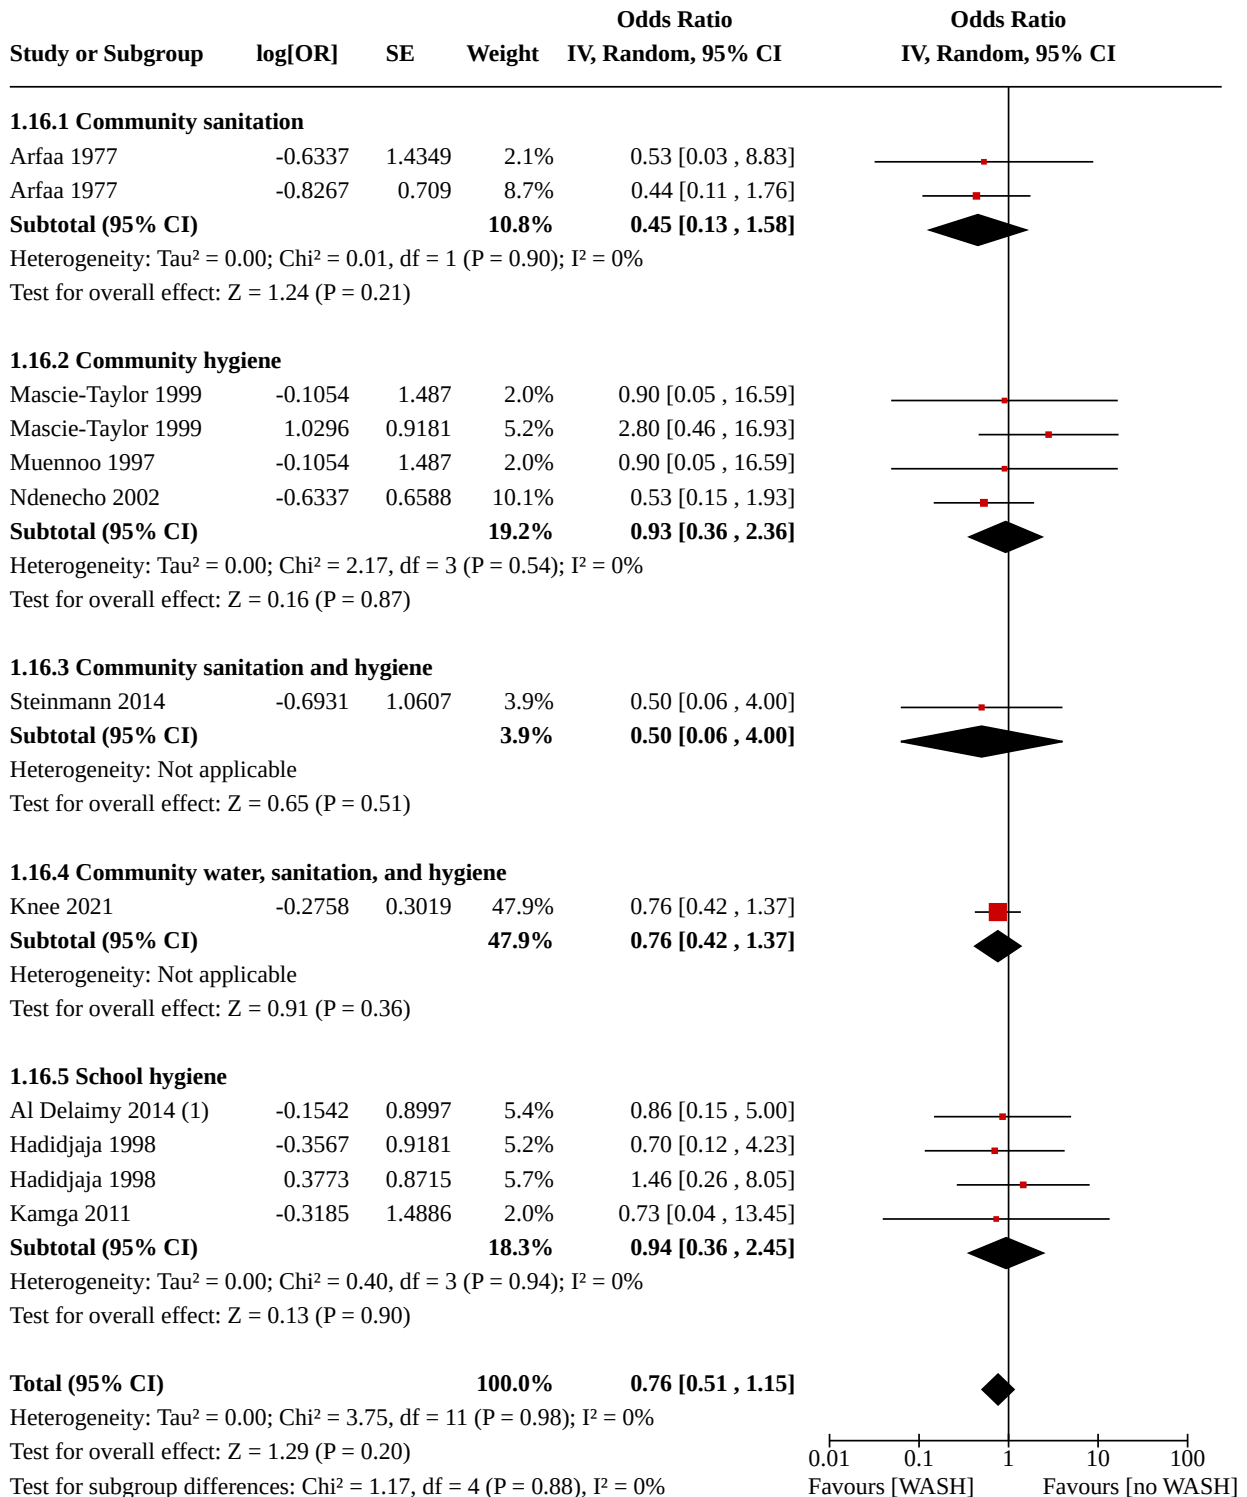 Odds Ratio Odds Ratio
Study or Subgroup log[OR] SE Weight IV, Random, 95% CI IV, Random, 95% CI
1.16.1 Community sanitation
Arfaa 1977 -0.6337 1.4349 2.1% 0.53 [0.03 , 8.83]
Arfaa 1977 -0.8267 0.709 8.7% 0.44 [0.11 , 1.76]
Subtotal (95% CI) 10.8% 0.45 [0.13 , 1.58]
Heterogeneity: Tau² = 0.00; Chi² = 0.01, df = 1 (P = 0.90); I² = 0%
Test for overall effect: Z = 1.24 (P = 0.21)
1.16.2 Community hygiene
Mascie-Taylor 1999 -0.1054 1.487 2.0% 0.90 [0.05 , 16.59]
Mascie-Taylor 1999 1.0296 0.9181 5.2% 2.80 [0.46 , 16.93]
Muennoo 1997 -0.1054 1.487 2.0% 0.90 [0.05 , 16.59]
Ndenecho 2002 -0.6337 0.6588 10.1% 0.53 [0.15 , 1.93]
Subtotal (95% CI) 19.2% 0.93 [0.36 , 2.36]
Heterogeneity: Tau² = 0.00; Chi² = 2.17, df = 3 (P = 0.54); I² = 0%
Test for overall effect: Z = 0.16 (P = 0.87)
1.16.3 Community sanitation and hygiene
Steinmann 2014 -0.6931 1.0607 3.9% 0.50 [0.06 , 4.00]
Subtotal (95% CI) 3.9% 0.50 [0.06 , 4.00]
Heterogeneity: Not applicable
Test for overall effect: Z = 0.65 (P = 0.51)
1.16.4 Community water, sanitation, and hygiene
Knee 2021 -0.2758 0.3019 47.9% 0.76 [0.42 , 1.37]
Subtotal (95% CI) 47.9% 0.76 [0.42 , 1.37]
Heterogeneity: Not applicable
Test for overall effect: Z = 0.91 (P = 0.36)
1.16.5 School hygiene
Al Delaimy 2014 (1) -0.1542 0.8997 5.4% 0.86 [0.15 , 5.00]
Hadidjaja 1998 -0.3567 0.9181 5.2% 0.70 [0.12 , 4.23]
Hadidjaja 1998 0.3773 0.8715 5.7% 1.46 [0.26 , 8.05]
Kamga 2011 -0.3185 1.4886 2.0% 0.73 [0.04 , 13.45]
Subtotal (95% CI) 18.3% 0.94 [0.36 , 2.45]
Heterogeneity: Tau² = 0.00; Chi² = 0.40, df = 3 (P = 0.94); I² = 0%
Test for overall effect: Z = 0.13 (P = 0.90)
Total (95% CI) 100.0% 0.76 [0.51 , 1.15]
Heterogeneity: Tau² = 0.00; Chi² = 3.75, df = 11 (P = 0.98); I² = 0%
Test for overall effect: Z = 1.29 (P = 0.20)
0.01 0.1 1 10 100
Test for subgroup differences: Chi² = 1.17, df = 4 (P = 0.88), I² = 0% Favours [WASH] Favours [no WASH]